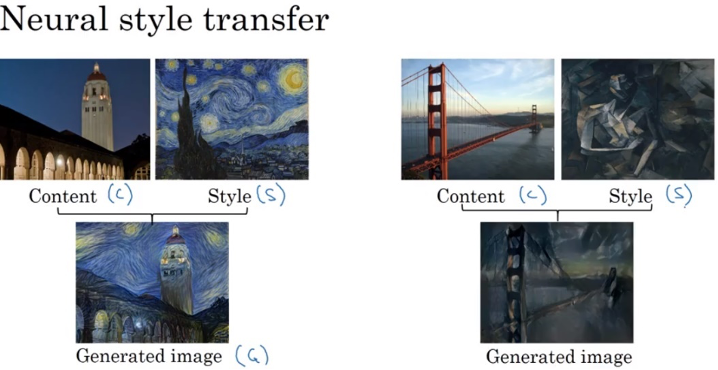 Neural style transfer
Content (C) Style (S) Content (C) Style (S)
Generated image (G) Generated image